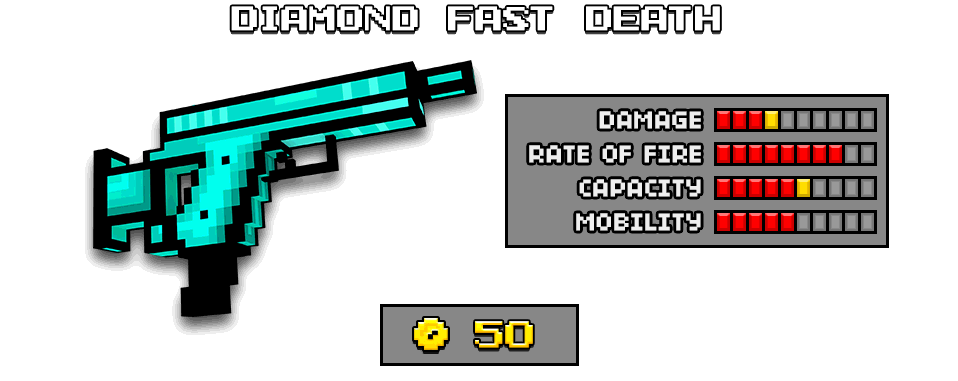 DIAMOND FAST DEATH
DAMAGE
RATE OF FIRE
CAPACITY
MOBILITY
50